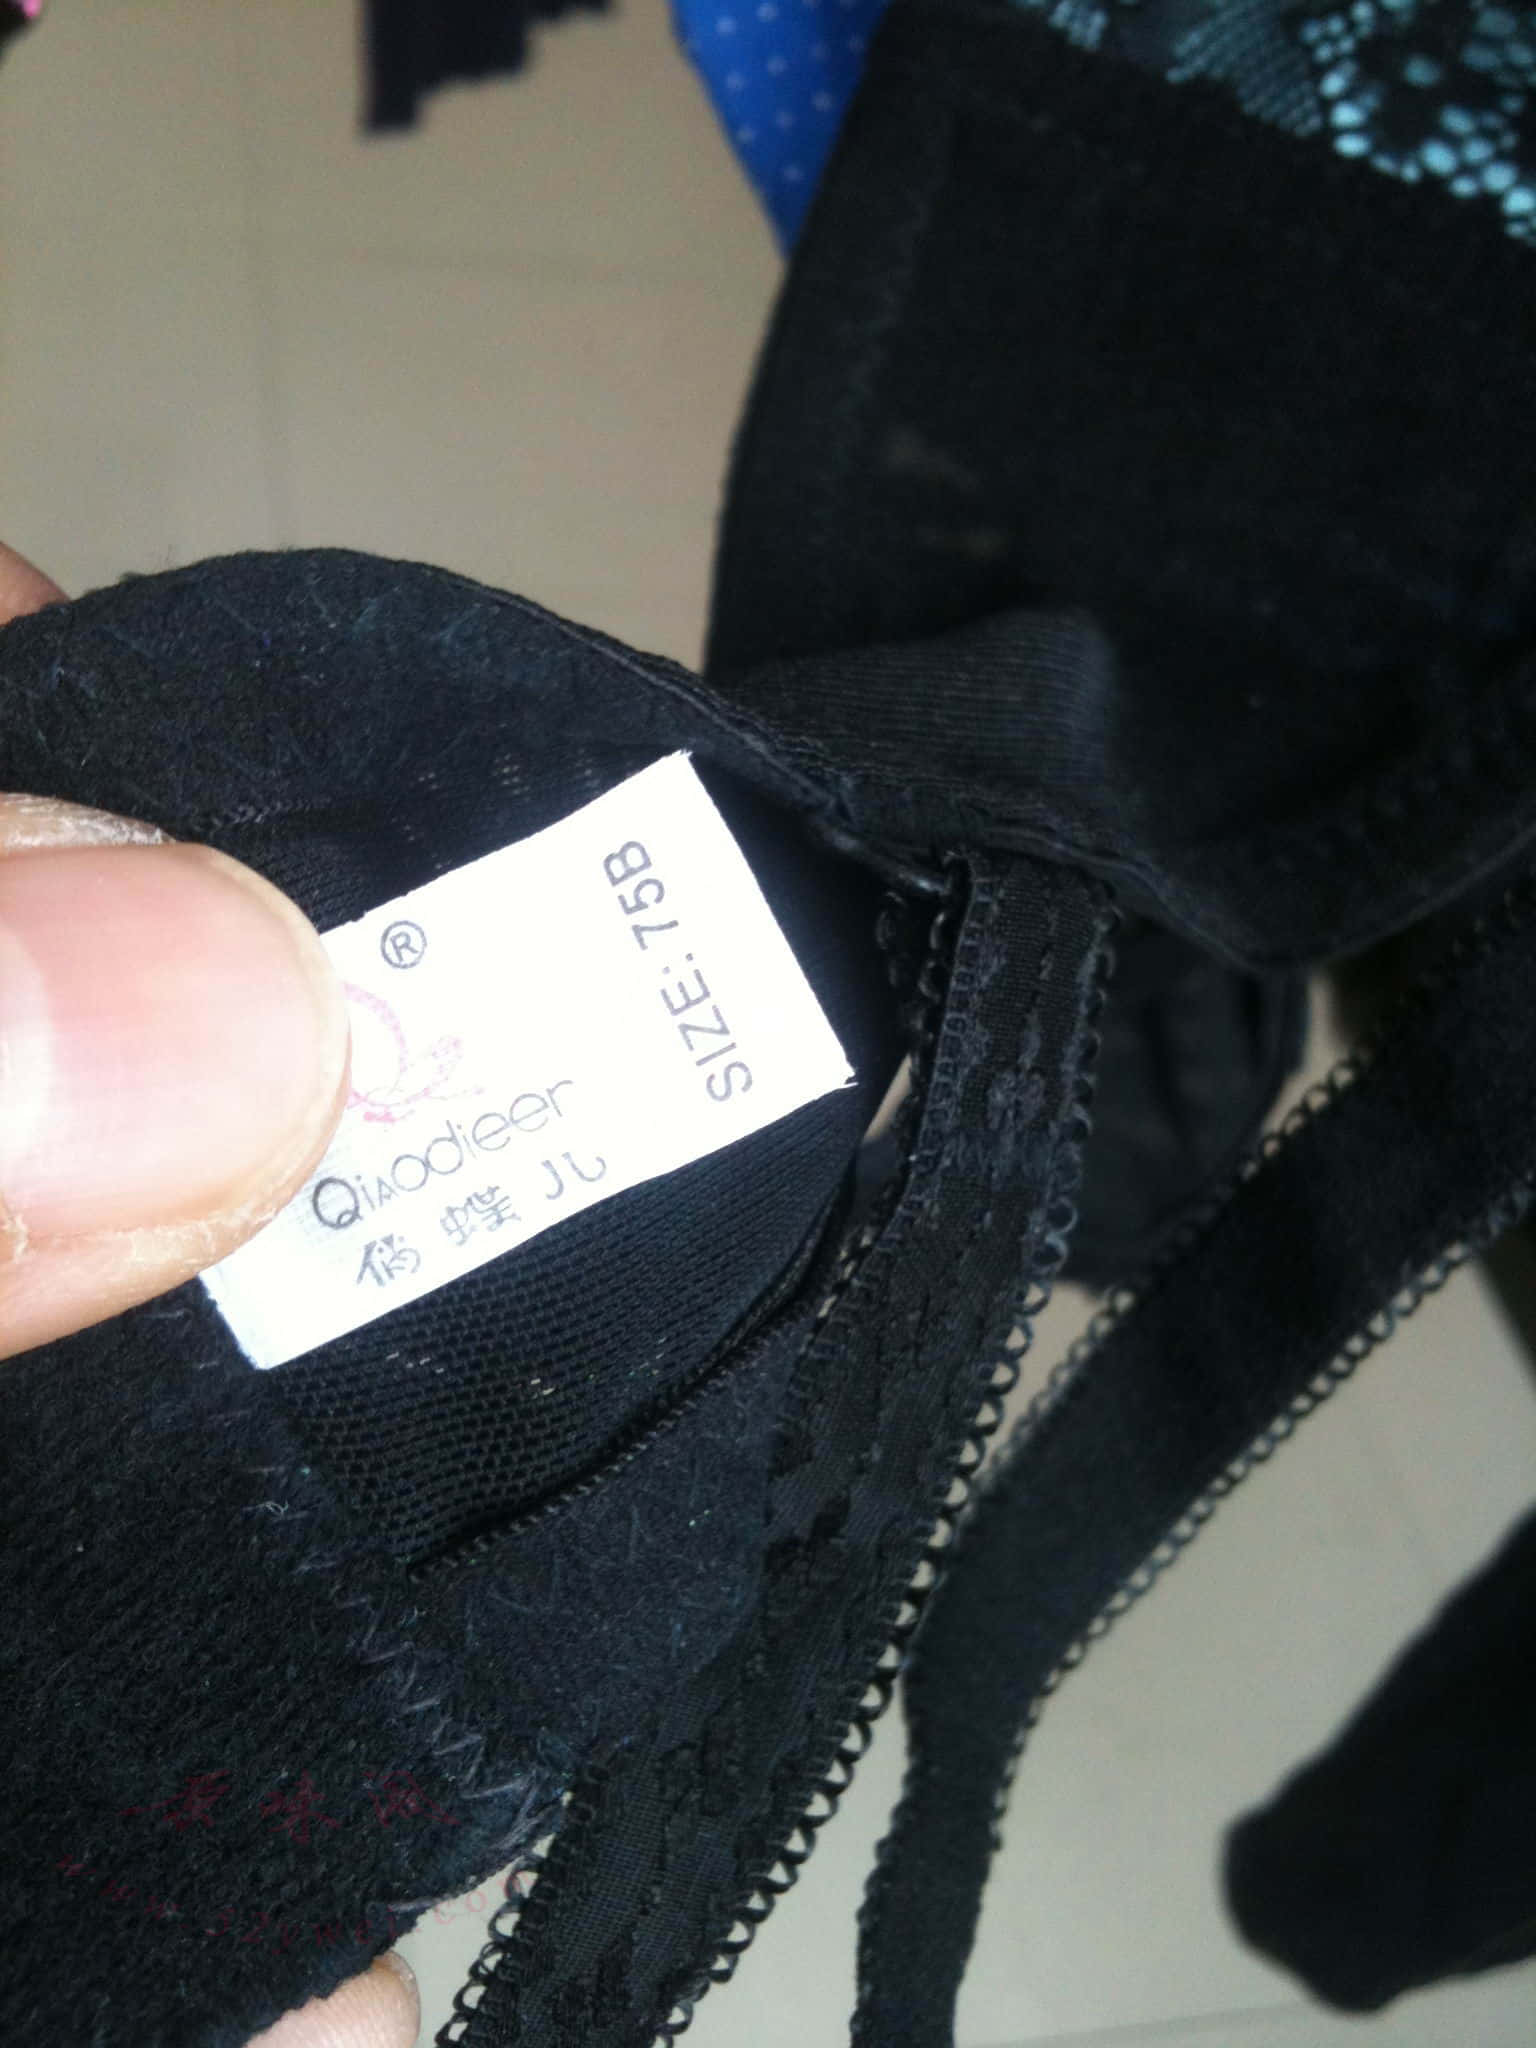 ®
QiAOdieer
俏蝶儿
SIZE:75B